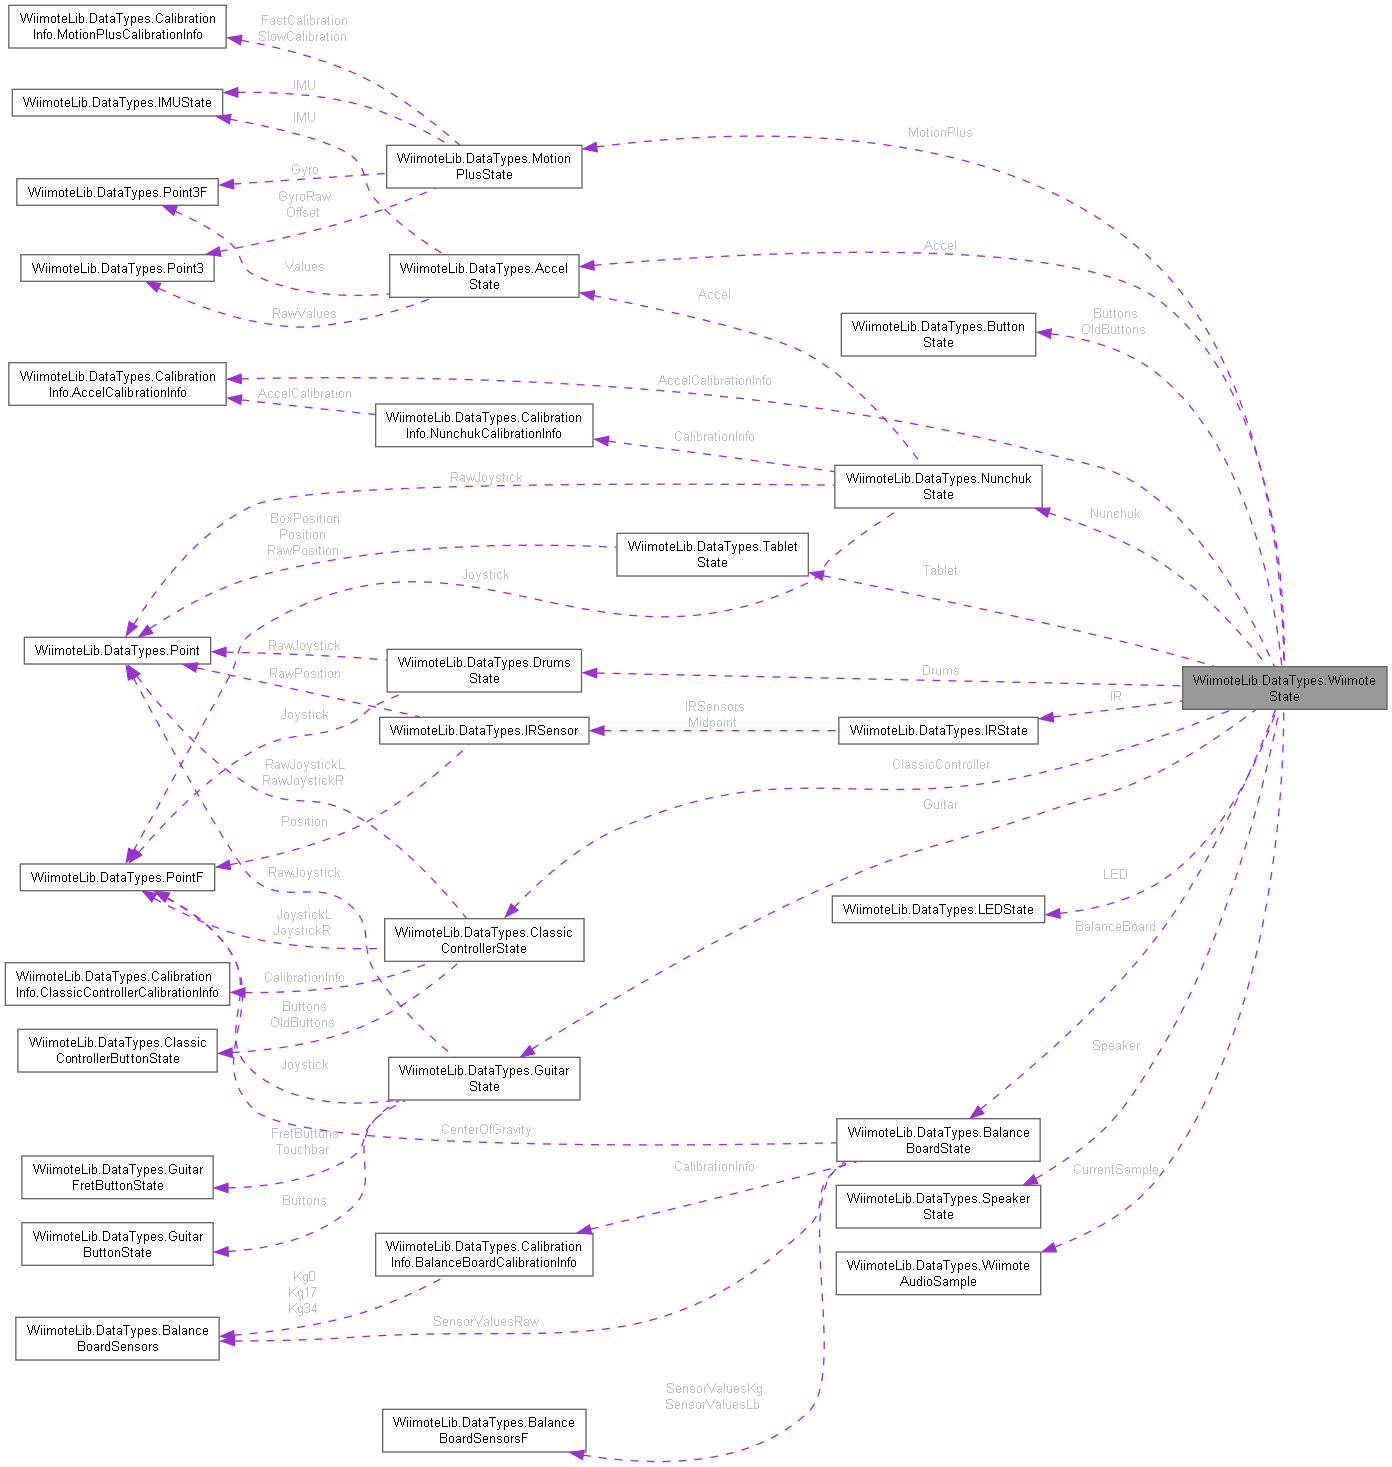 WiimoteLib.DataTypes.Calibration
Info.MotionPlusCalibrationInfo
FastCalibration
SlowCalibration
WiimoteLib.DataTypes.IMUState
IMU
IMU
WiimoteLib.DataTypes.Motion
PlusState
MotionPlus
WiimoteLib.DataTypes.Point3F
Gyro
GyroRaw
Offset
WiimoteLib.DataTypes.Point3
Values
RawValues
WiimoteLib.DataTypes.Accel
State
Accel
Accel
WiimoteLib.DataTypes.Button
State
Buttons
OldButtons
WiimoteLib.DataTypes.Calibration
Info.AccelCalibrationInfo
AccelCalibration
AccelCalibrationInfo
WiimoteLib.DataTypes.Calibration
Info.NunchukCalibrationInfo
CalibrationInfo
WiimoteLib.DataTypes.Nunchuk
State
Nunchuk
RawJoystick
BoxPosition
Position
RawPosition
WiimoteLib.DataTypes.Tablet
State
Tablet
Joystick
WiimoteLib.DataTypes.Point
RawJoystick
RawPosition
WiimoteLib.DataTypes.Drums
State
Drums
WiimoteLib.DataTypes.Wiimote
State
Joystick
WiimoteLib.DataTypes.IRSensor
IRSensors
Midpoint
WiimoteLib.DataTypes.IRState
IR
RawJoystickL
RawJoystickR
ClassicController
Position
Guitar
WiimoteLib.DataTypes.PointF
RawJoystick
LED
WiimoteLib.DataTypes.LEDState
JoystickL
JoystickR
WiimoteLib.DataTypes.Classic
ControllerState
BalanceBoard
WiimoteLib.DataTypes.Calibration
Info.ClassicControllerCalibrationInfo
CalibrationInfo
Buttons
OldButtons
WiimoteLib.DataTypes.Classic
ControllerButtonState
Joystick
WiimoteLib.DataTypes.Guitar
State
Speaker
CenterOfGravity
WiimoteLib.DataTypes.Balance
BoardState
FretButtons
Touchbar
WiimoteLib.DataTypes.Guitar
FretButtonState
CalibrationInfo
CurrentSample
WiimoteLib.DataTypes.Speaker
State
Buttons
WiimoteLib.DataTypes.Guitar
ButtonState
WiimoteLib.DataTypes.Calibration
Info.BalanceBoardCalibrationInfo
WiimoteLib.DataTypes.Wiimote
AudioSample
Kg0
Kg17
Kg34
SensorValuesRaw
WiimoteLib.DataTypes.Balance
BoardSensors
SensorValuesKg
SensorValuesLb
WiimoteLib.DataTypes.Balance
BoardSensorsF